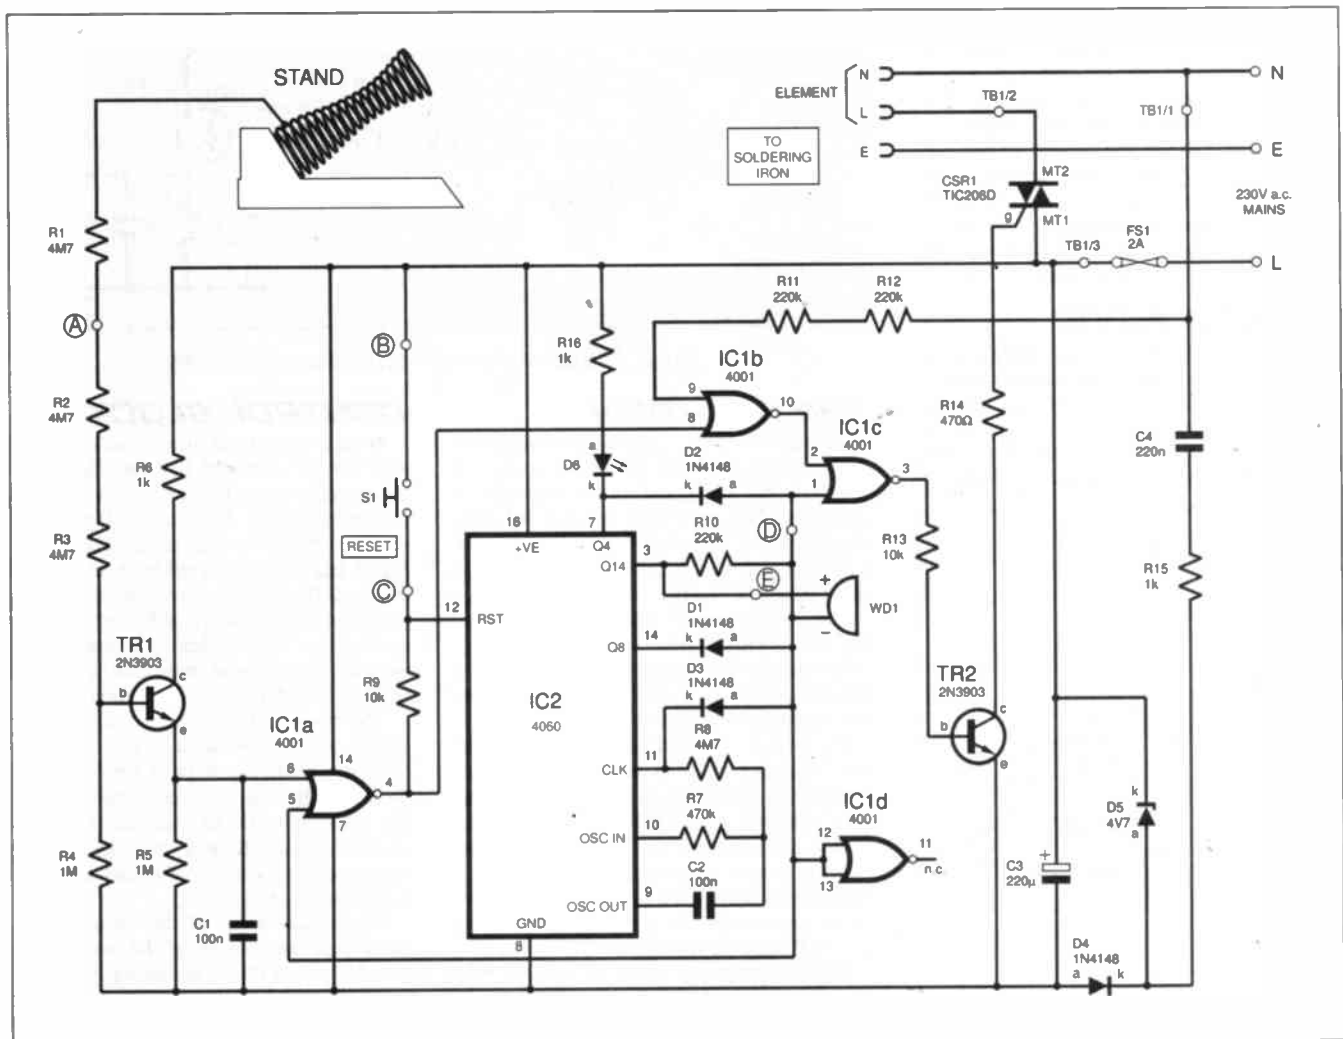 STAND
ELEMENT
N
L
E
TB1/2
TO
SOLDERING
IRON
N
TB1/1
E
230V a.c.
MAINS
CSR1
TIC206D
MT2
g
MT1
TB1/3
FS1
2A
L
R1
4M7
A
R2
4M7
R3
4M7
R6
1k
B
S1
RESET
C
R16
1k
D6
a
k
R11
220k
R12
220k
IC1b
4001
9
8
10
IC1c
4001
2
1
3
D2
1N4148
k
a
R14
470Ω
C4
220n
R15
1k
R13
10k
16
+VE
7
Q4
3
Q14
R10
220k
D
E
+
–
WD1
12
RST
14
Q8
D1
1N4148
k
a
D3
1N4148
k
a
IC2
4060
11
CLK
R8
4M7
10
OSC IN
R7
470k
9
OSC OUT
C2
100n
GND
8
TR1
2N3903
b
c
e
R9
10k
IC1a
4001
6
5
14
4
7
R4
1M
R5
1M
C1
100n
TR2
2N3903
b
c
e
IC1d
4001
12
13
11
n c
C3
220µ
+
D5
4V7
k
a
D4
1N4148
a
k